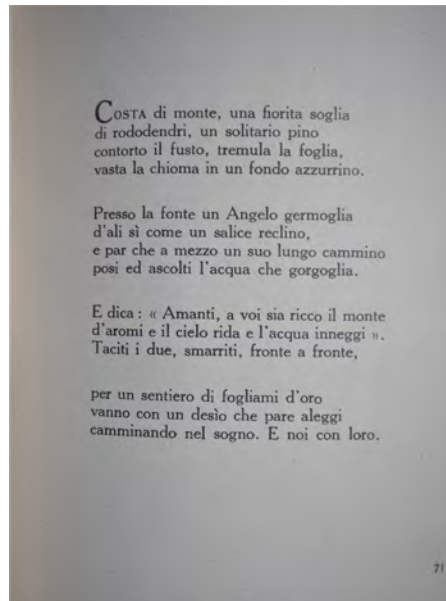 COSTA di monte, una fiorita soglia
di rododendri, un solitario pino
contorto il fusto, tremula la foglia,
vasta la chioma in un fondo azzurrino.
Presso la fonte un Angelo germoglia
d'ali sì come un salice reclino,
e par che a mezzo un suo lungo cammino
posi ed ascolti l'acqua che gorgoglia.
E dica : « Amanti, a voi sia ricco il monte
d'aromi e il cielo rida e l'acqua inneggi ».
Taciti i due, smarriti, fronte a fronte,
per un sentiero di fogliami d'oro
vanno con un desìo che pare aleggi
camminando nel sogno. E noi con loro.
71